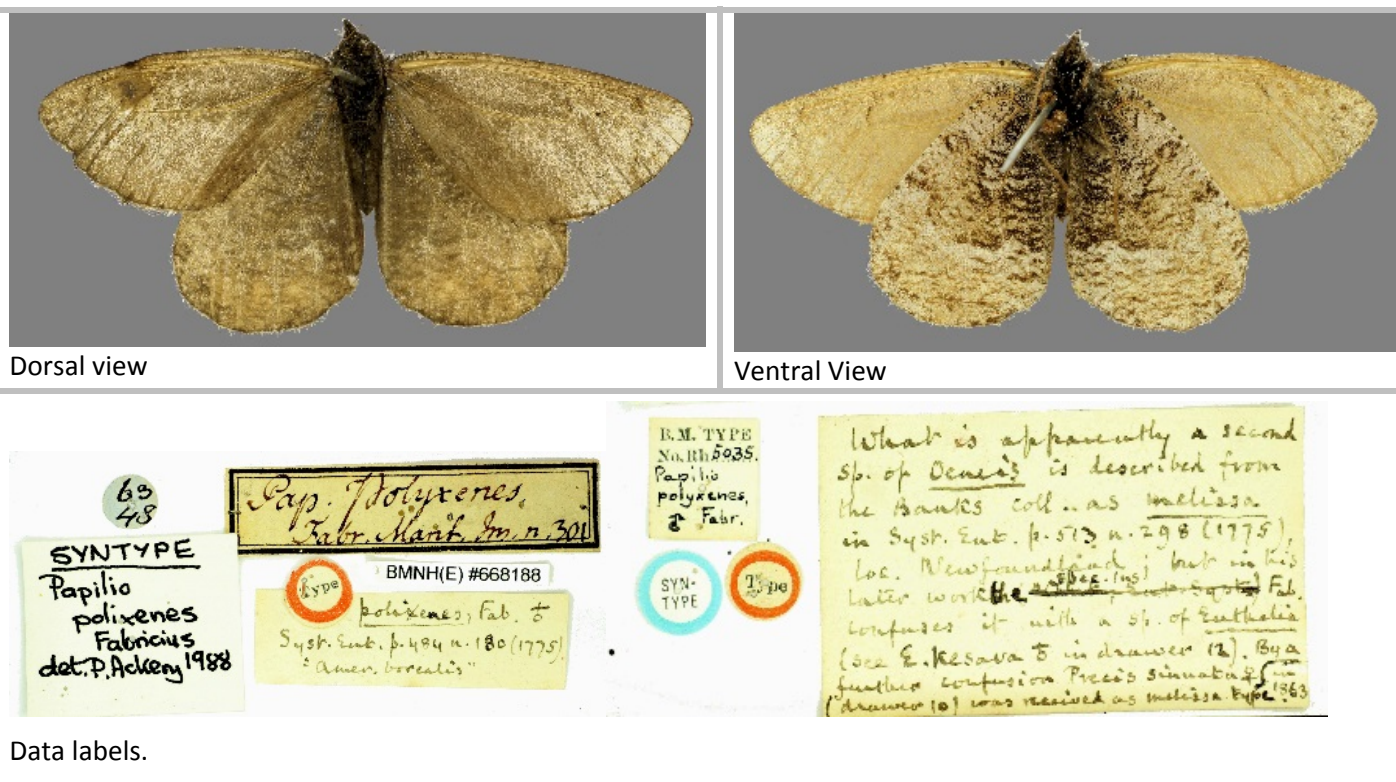 Dorsal view
Ventral View
63
48
Pap. Polyxenes,
Fabr. Mant. Ins. n. 301
SYNTYPE
Papilio
polixenes
Fabricius
det. P. Ackery 1988
Type
BMNH(E) #668188
polixenes, Fab. ♂
Syst. Ent. p. 484 n. 180 (1775)
"Amer. borealis"
B.M. TYPE
No. Rh 5035.
Papilio
polyxenes,
♂ Fabr.
SYN-
TYPE
Type
What is apparently a second
sp. of Oeneis is described from
the Banks coll. as melissa
in Syst. Ent. p. 513 n. 298 (1775),
loc. Newfoundland, but in his
later work the Fab.
confuses it with a sp. of Euthalia
(see E. kesava ♂ in drawer 12). By a
further confusion Precis sinuata in
(drawer 10) was received as melissa type 1863
Data labels.